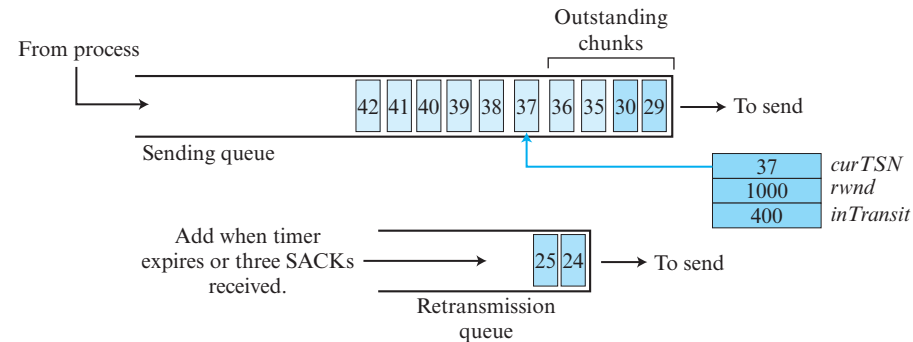 Outstanding
chunks
From process
42 41 40 39 38 37 36 35 30 29
To send
Sending queue
37 curTSN
1000 rwnd
400 inTransit
Add when timer
expires or three SACKs
received.
25 24
To send
Retransmission
queue